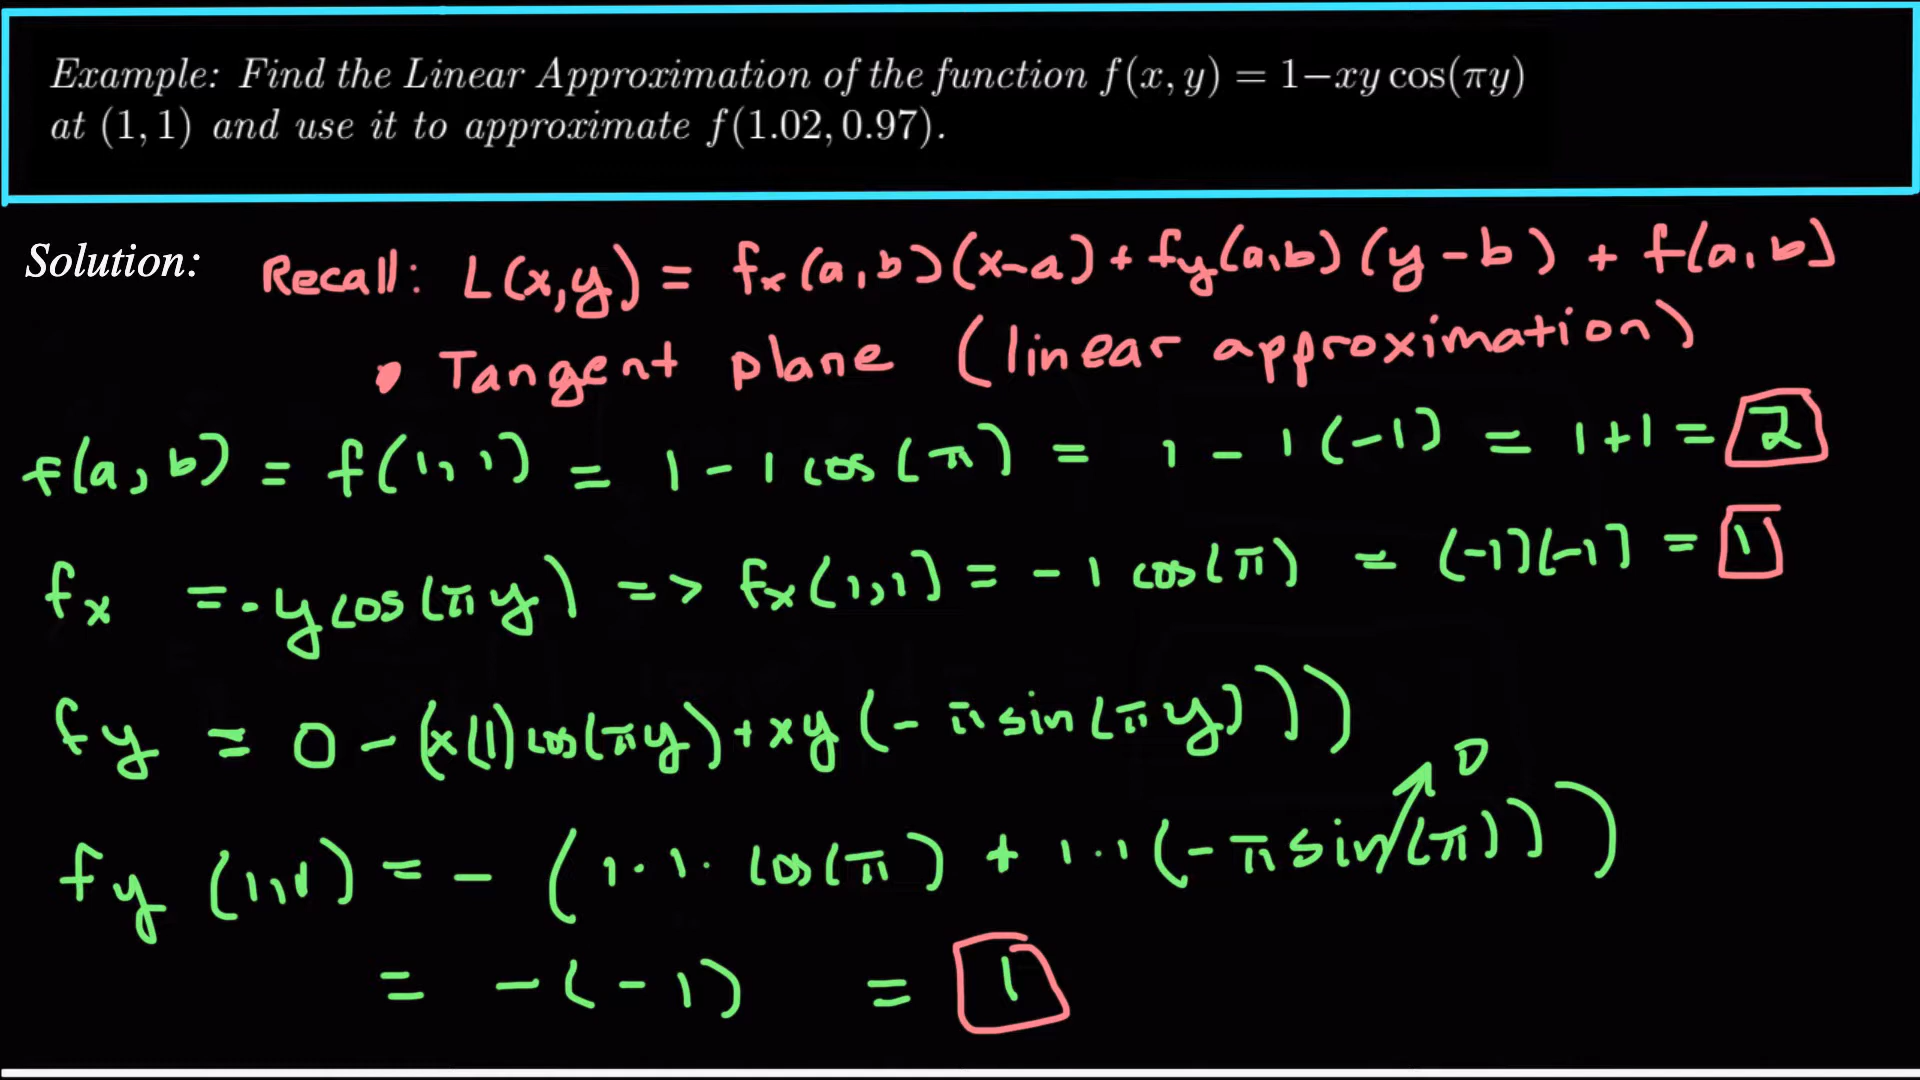 Example: Find the Linear Approximation of the function f(x, y) = 1−xy cos(πy)
at (1, 1) and use it to approximate f(1.02, 0.97).
Solution: Recall: L(x,y) = fx(a,b)(x-a) + fy(a,b)(y-b) + f(a,b)
• Tangent plane (linear approximation)
f(a,b) = f(1,1) = 1 - 1 cos(π) = 1 - 1(-1) = 1+1 = 2
fx = -y cos(πy) => fx(1,1) = -1 cos(π) = (-1)(-1) = 1
fy = 0 - (x(1)cos(πy) + xy(-π sin(πy)))
0
fy(1,1) = - (1·1·cos(π) + 1·1(-π sin(π)))
= -(-1) = 1